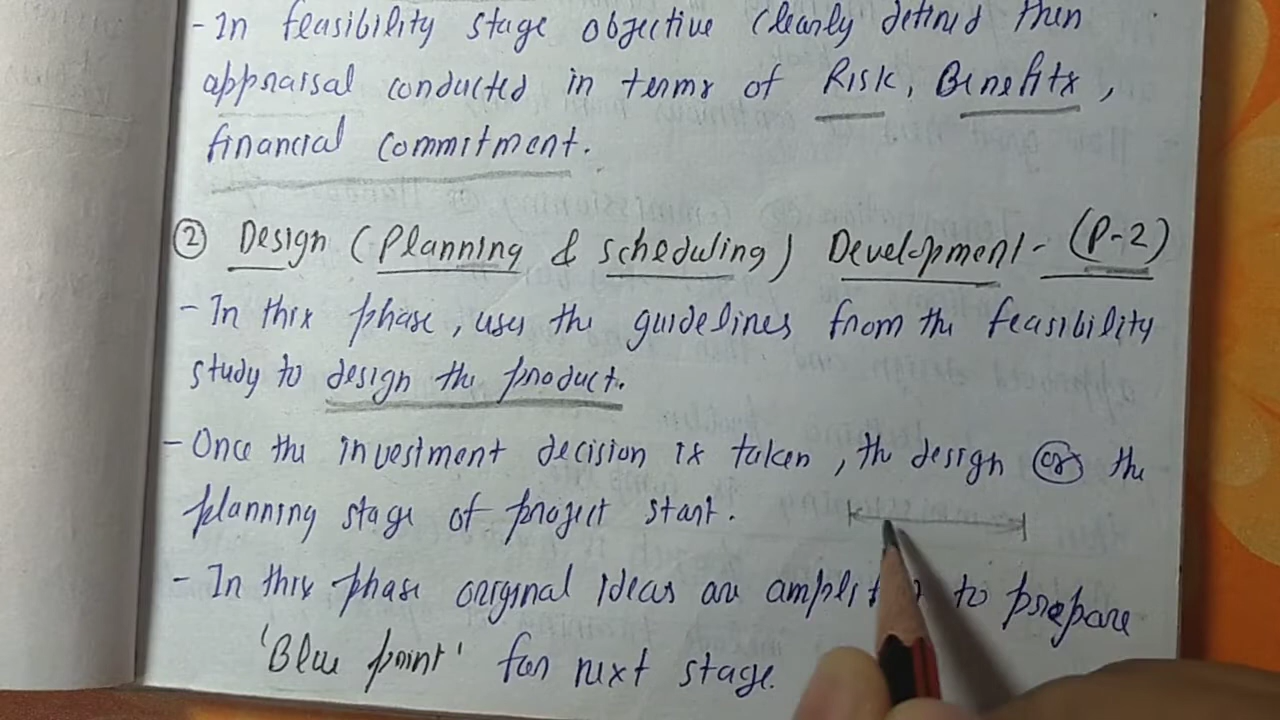 - In feasibility stage objective clearly defined then
appraisal conducted in terms of Risk, Benefits,
financial commitment.
② Design (Planning & Scheduling) Development - (P-2)
- In this phase, uses the guidelines from the feasibility
study to design the product.
- Once the investment decision is taken, the design or the
planning stage of project start.
- In this phase original ideas are to prepare
'Blue point' for next stage.